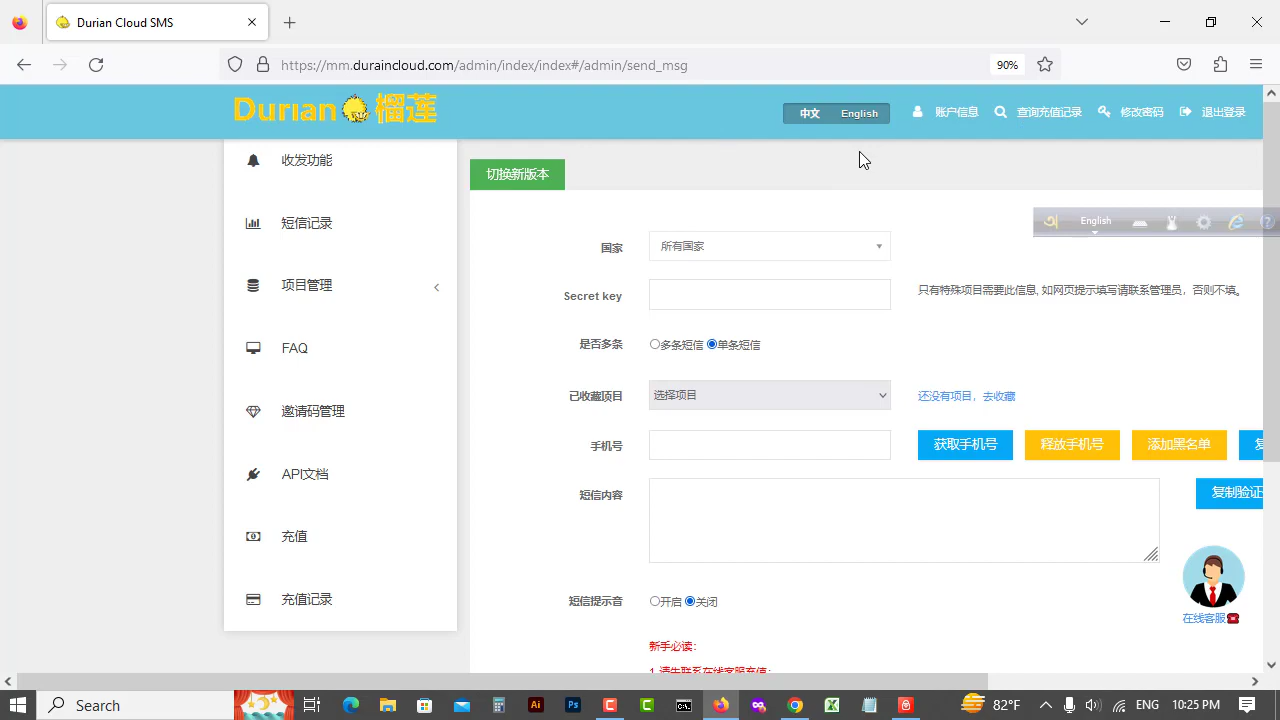 Durian Cloud SMS
https://mm.duraincloud.com/admin/index/index#/admin/send_msg
90%
Durian 榴莲
中文 English
账户信息 查询充值记录 修改密码 退出登录
收发功能
短信记录
项目管理
FAQ
邀请码管理
API文档
充值
充值记录
切换新版本
English
国家 所有国家
Secret key 只有特殊项目需要此信息, 如网页提示填写请联系管理员，否则不填。
是否多条 多条短信 单条短信
已收藏项目 选择项目 还没有项目，去收藏
手机号 获取手机号 释放手机号 添加黑名单
短信内容 复制验证
在线客服
短信提示音 开启 关闭
新手必读：
Search
Ai Ps
82°F ENG 10:25 PM